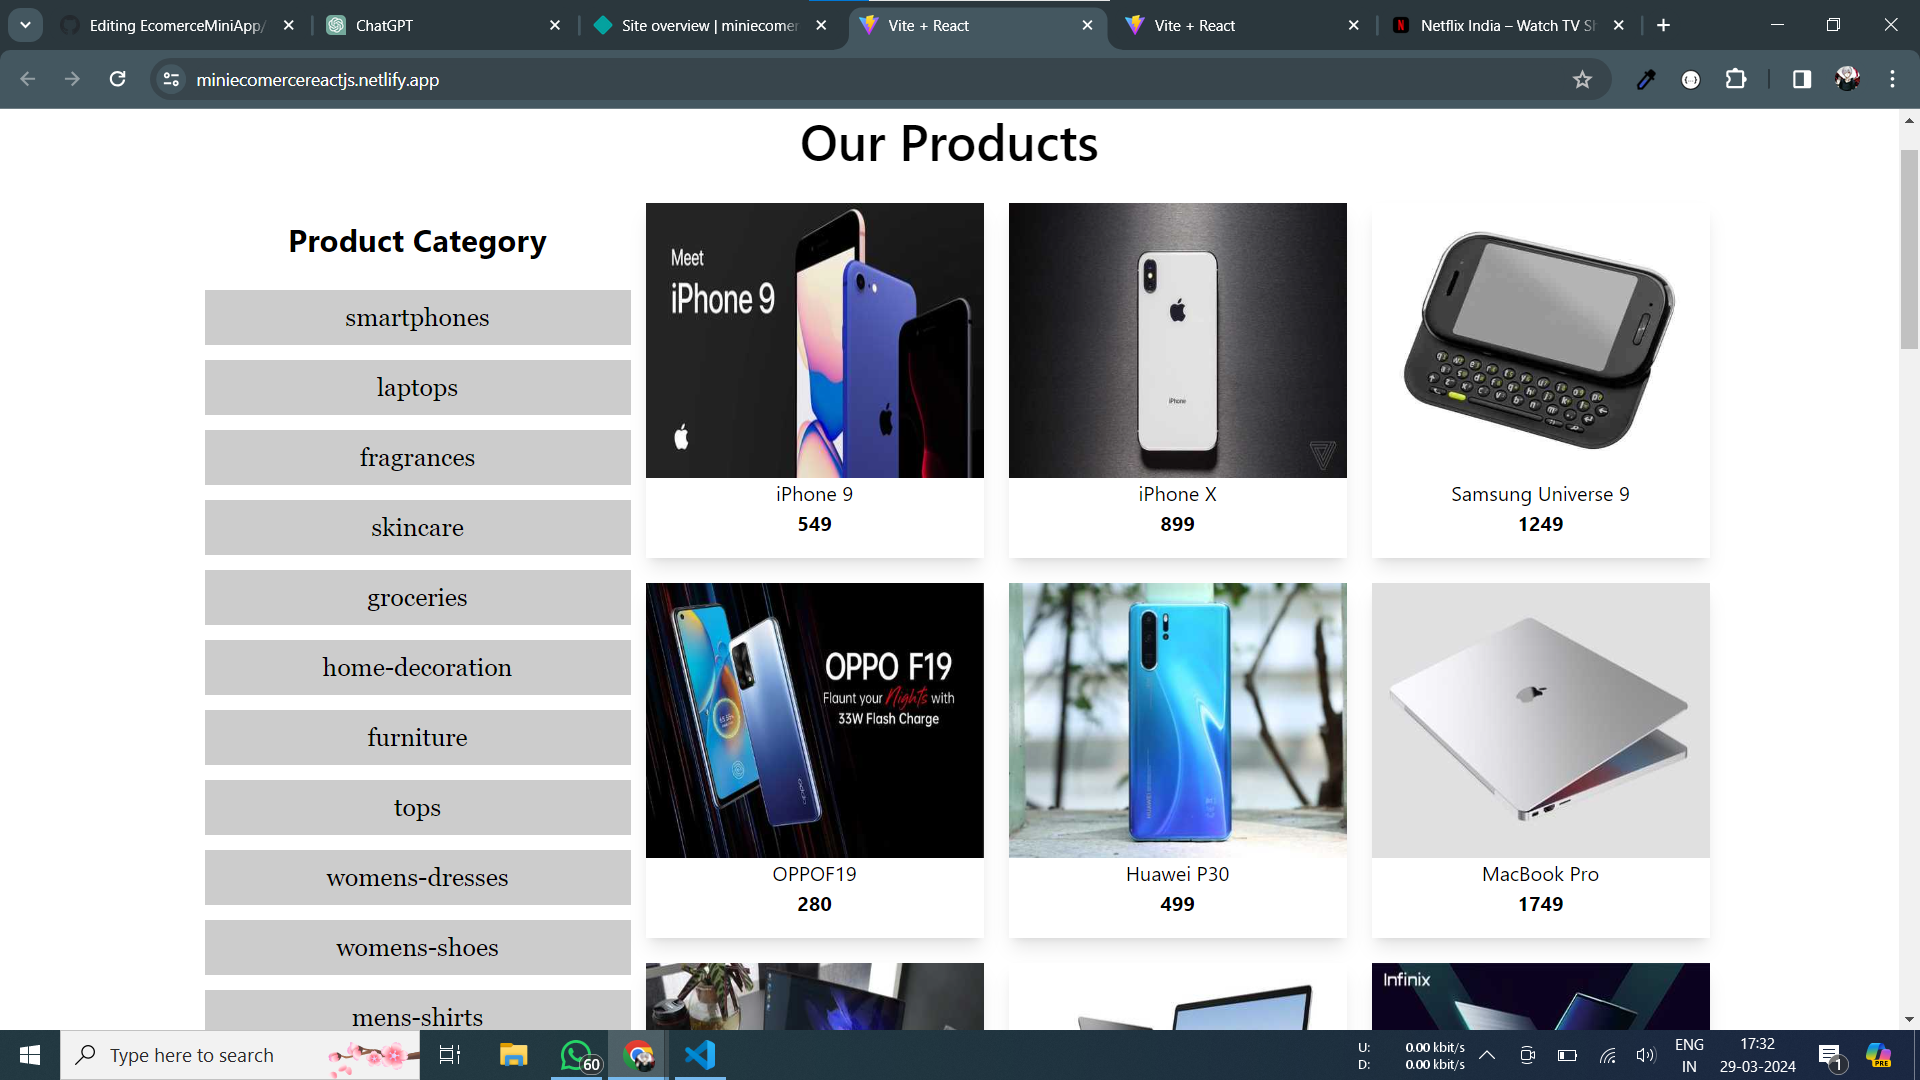 Editing EcomerceMiniApp/
ChatGPT
Site overview | miniecomer
Vite + React
Vite + React
Netflix India – Watch TV Sh
miniecomercereactjs.netlify.app
Our Products
Product Category
smartphones
laptops
fragrances
skincare
groceries
home-decoration
furniture
tops
womens-dresses
womens-shoes
mens-shirts
Meet
iPhone 9
iPhone 9
549
iPhone
iPhone X
899
Samsung Universe 9
1249
OPPO F19
Flaunt your Nights with
33W Flash Charge
OPPOF19
280
Huawei P30
499
MacBook Pro
1749
Infinix
Type here to search
60
U: 0.00 kbit/s
D: 0.00 kbit/s
ENG
IN
17:32
29-03-2024
1
PRE